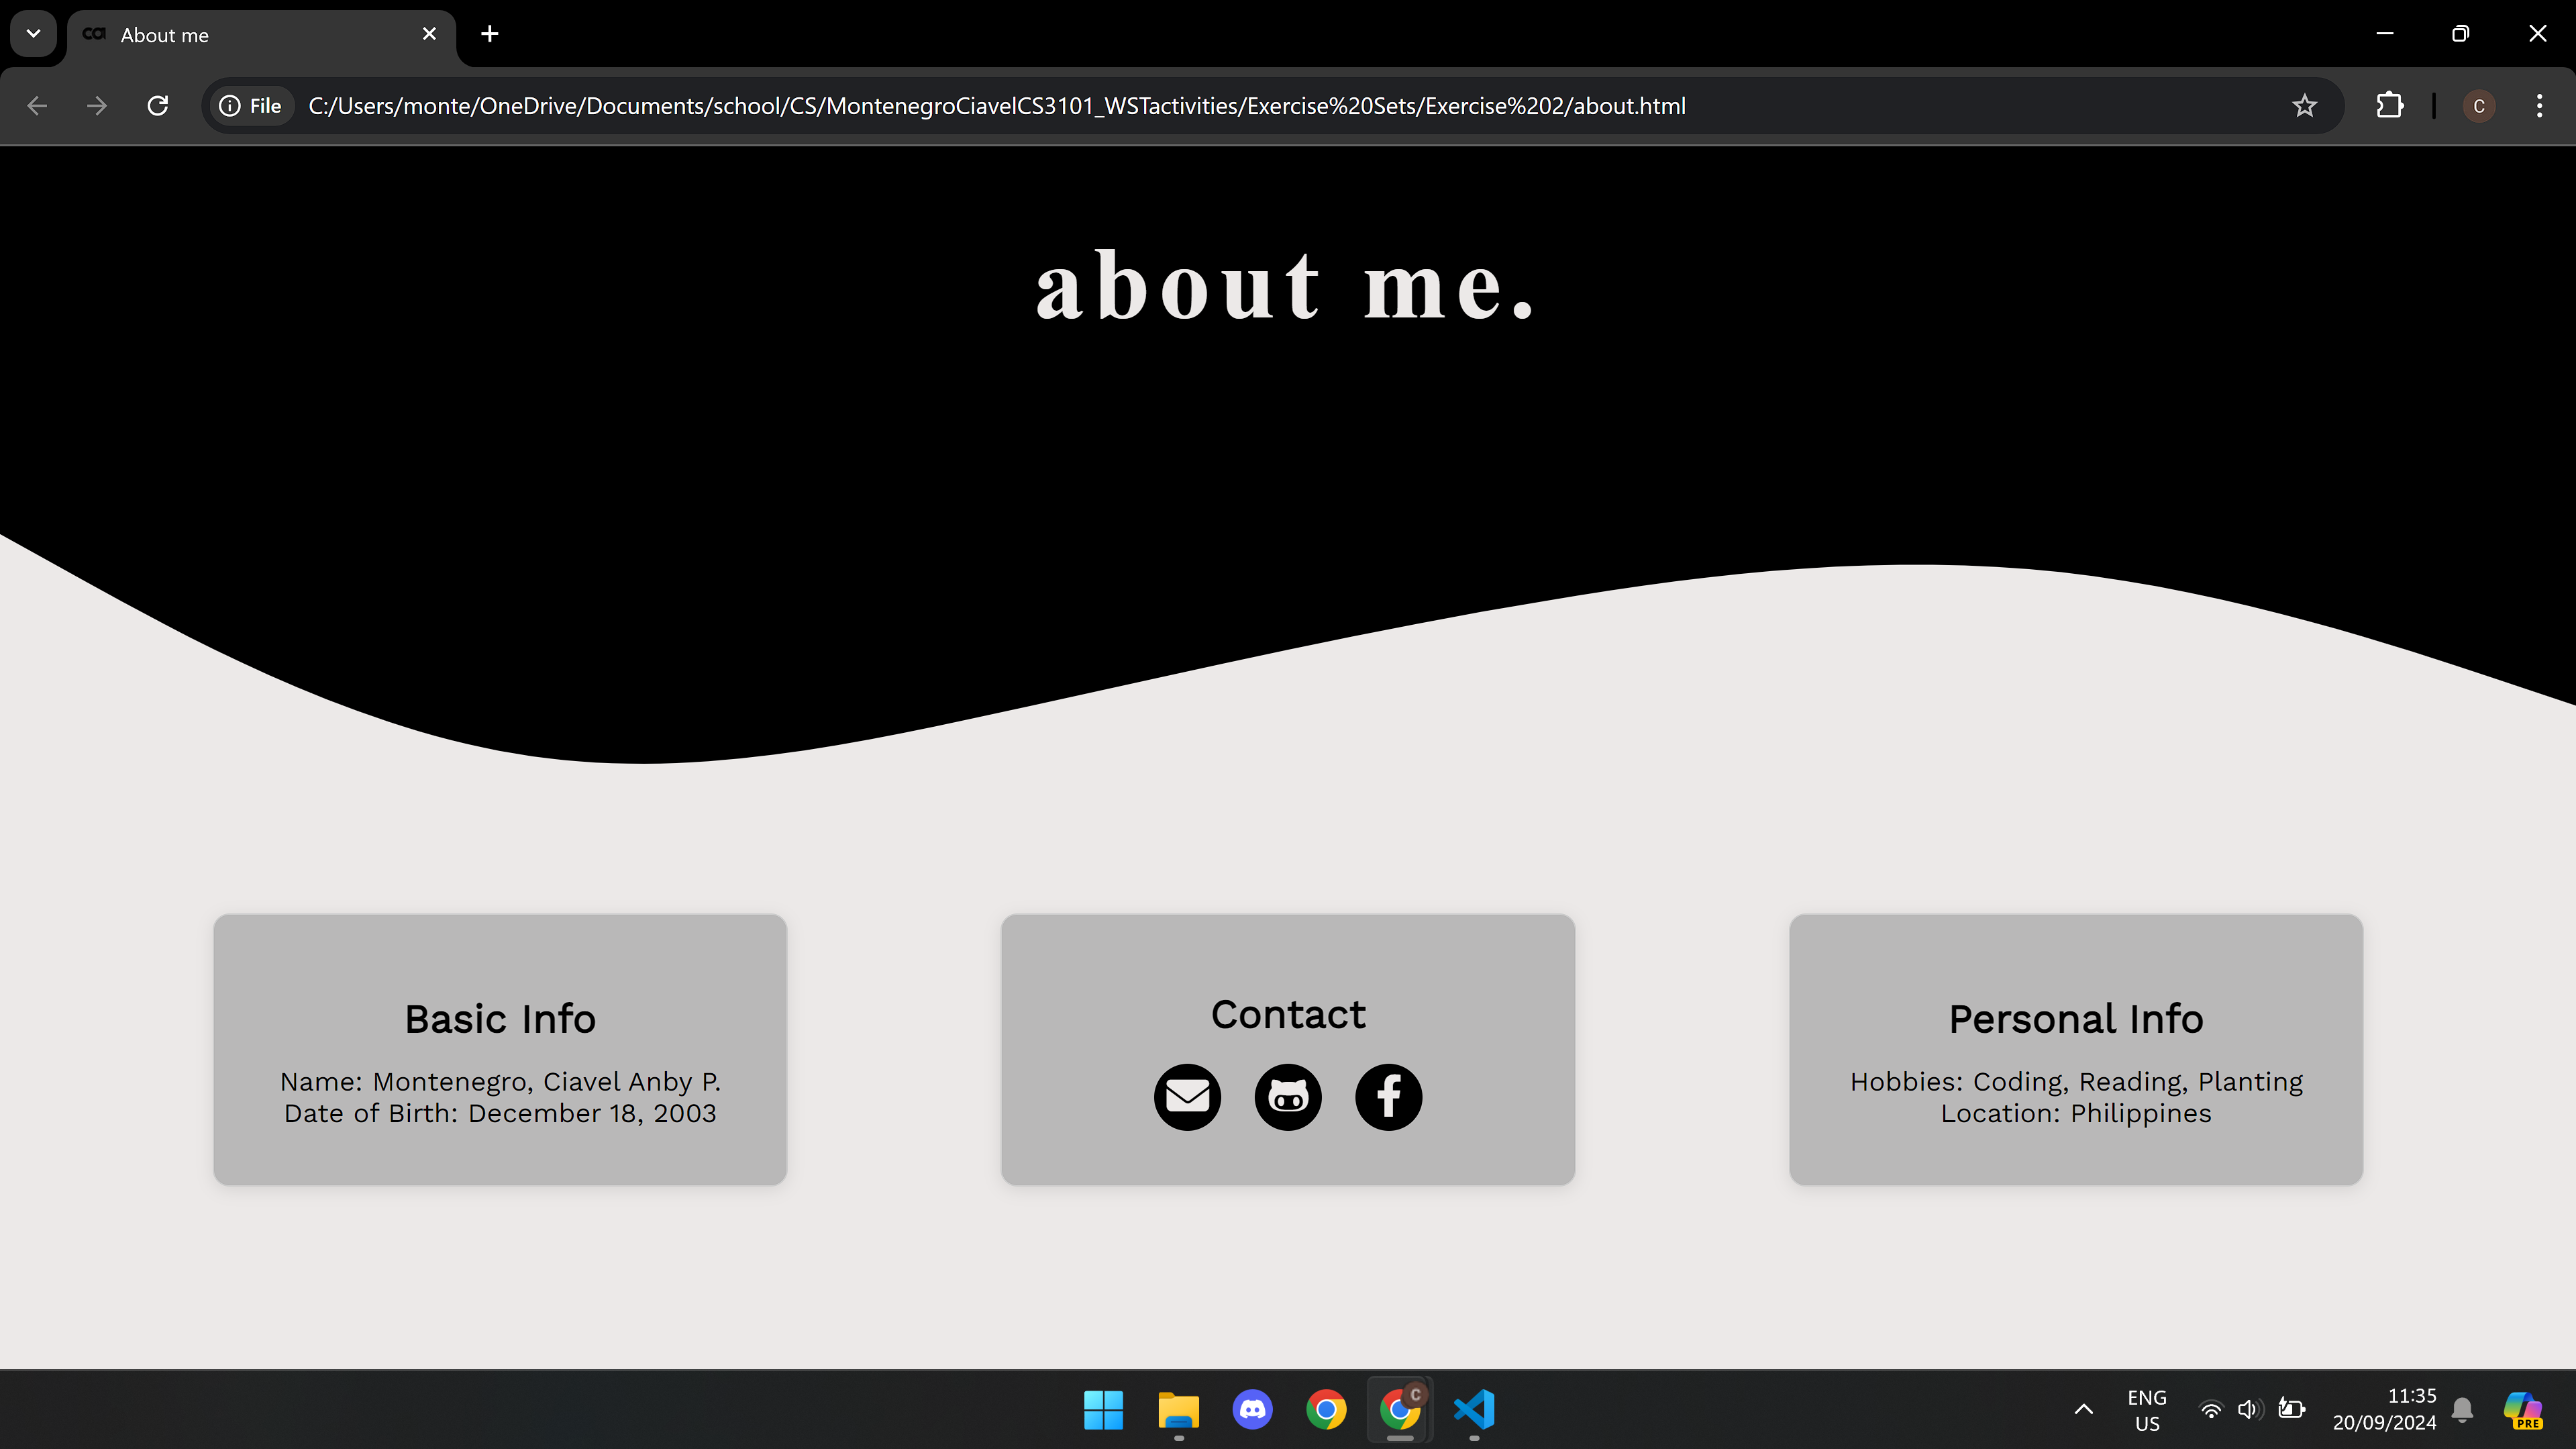 About me
File
C:/Users/monte/OneDrive/Documents/school/CS/MontenegroCiavelCS3101_WSTactivities/Exercise%20Sets/Exercise%202/about.html
C
about me.
Basic Info
Name: Montenegro, Ciavel Anby P.
Date of Birth: December 18, 2003
Contact
Personal Info
Hobbies: Coding, Reading, Planting
Location: Philippines
C
ENG
US
11:35
20/09/2024
PRE